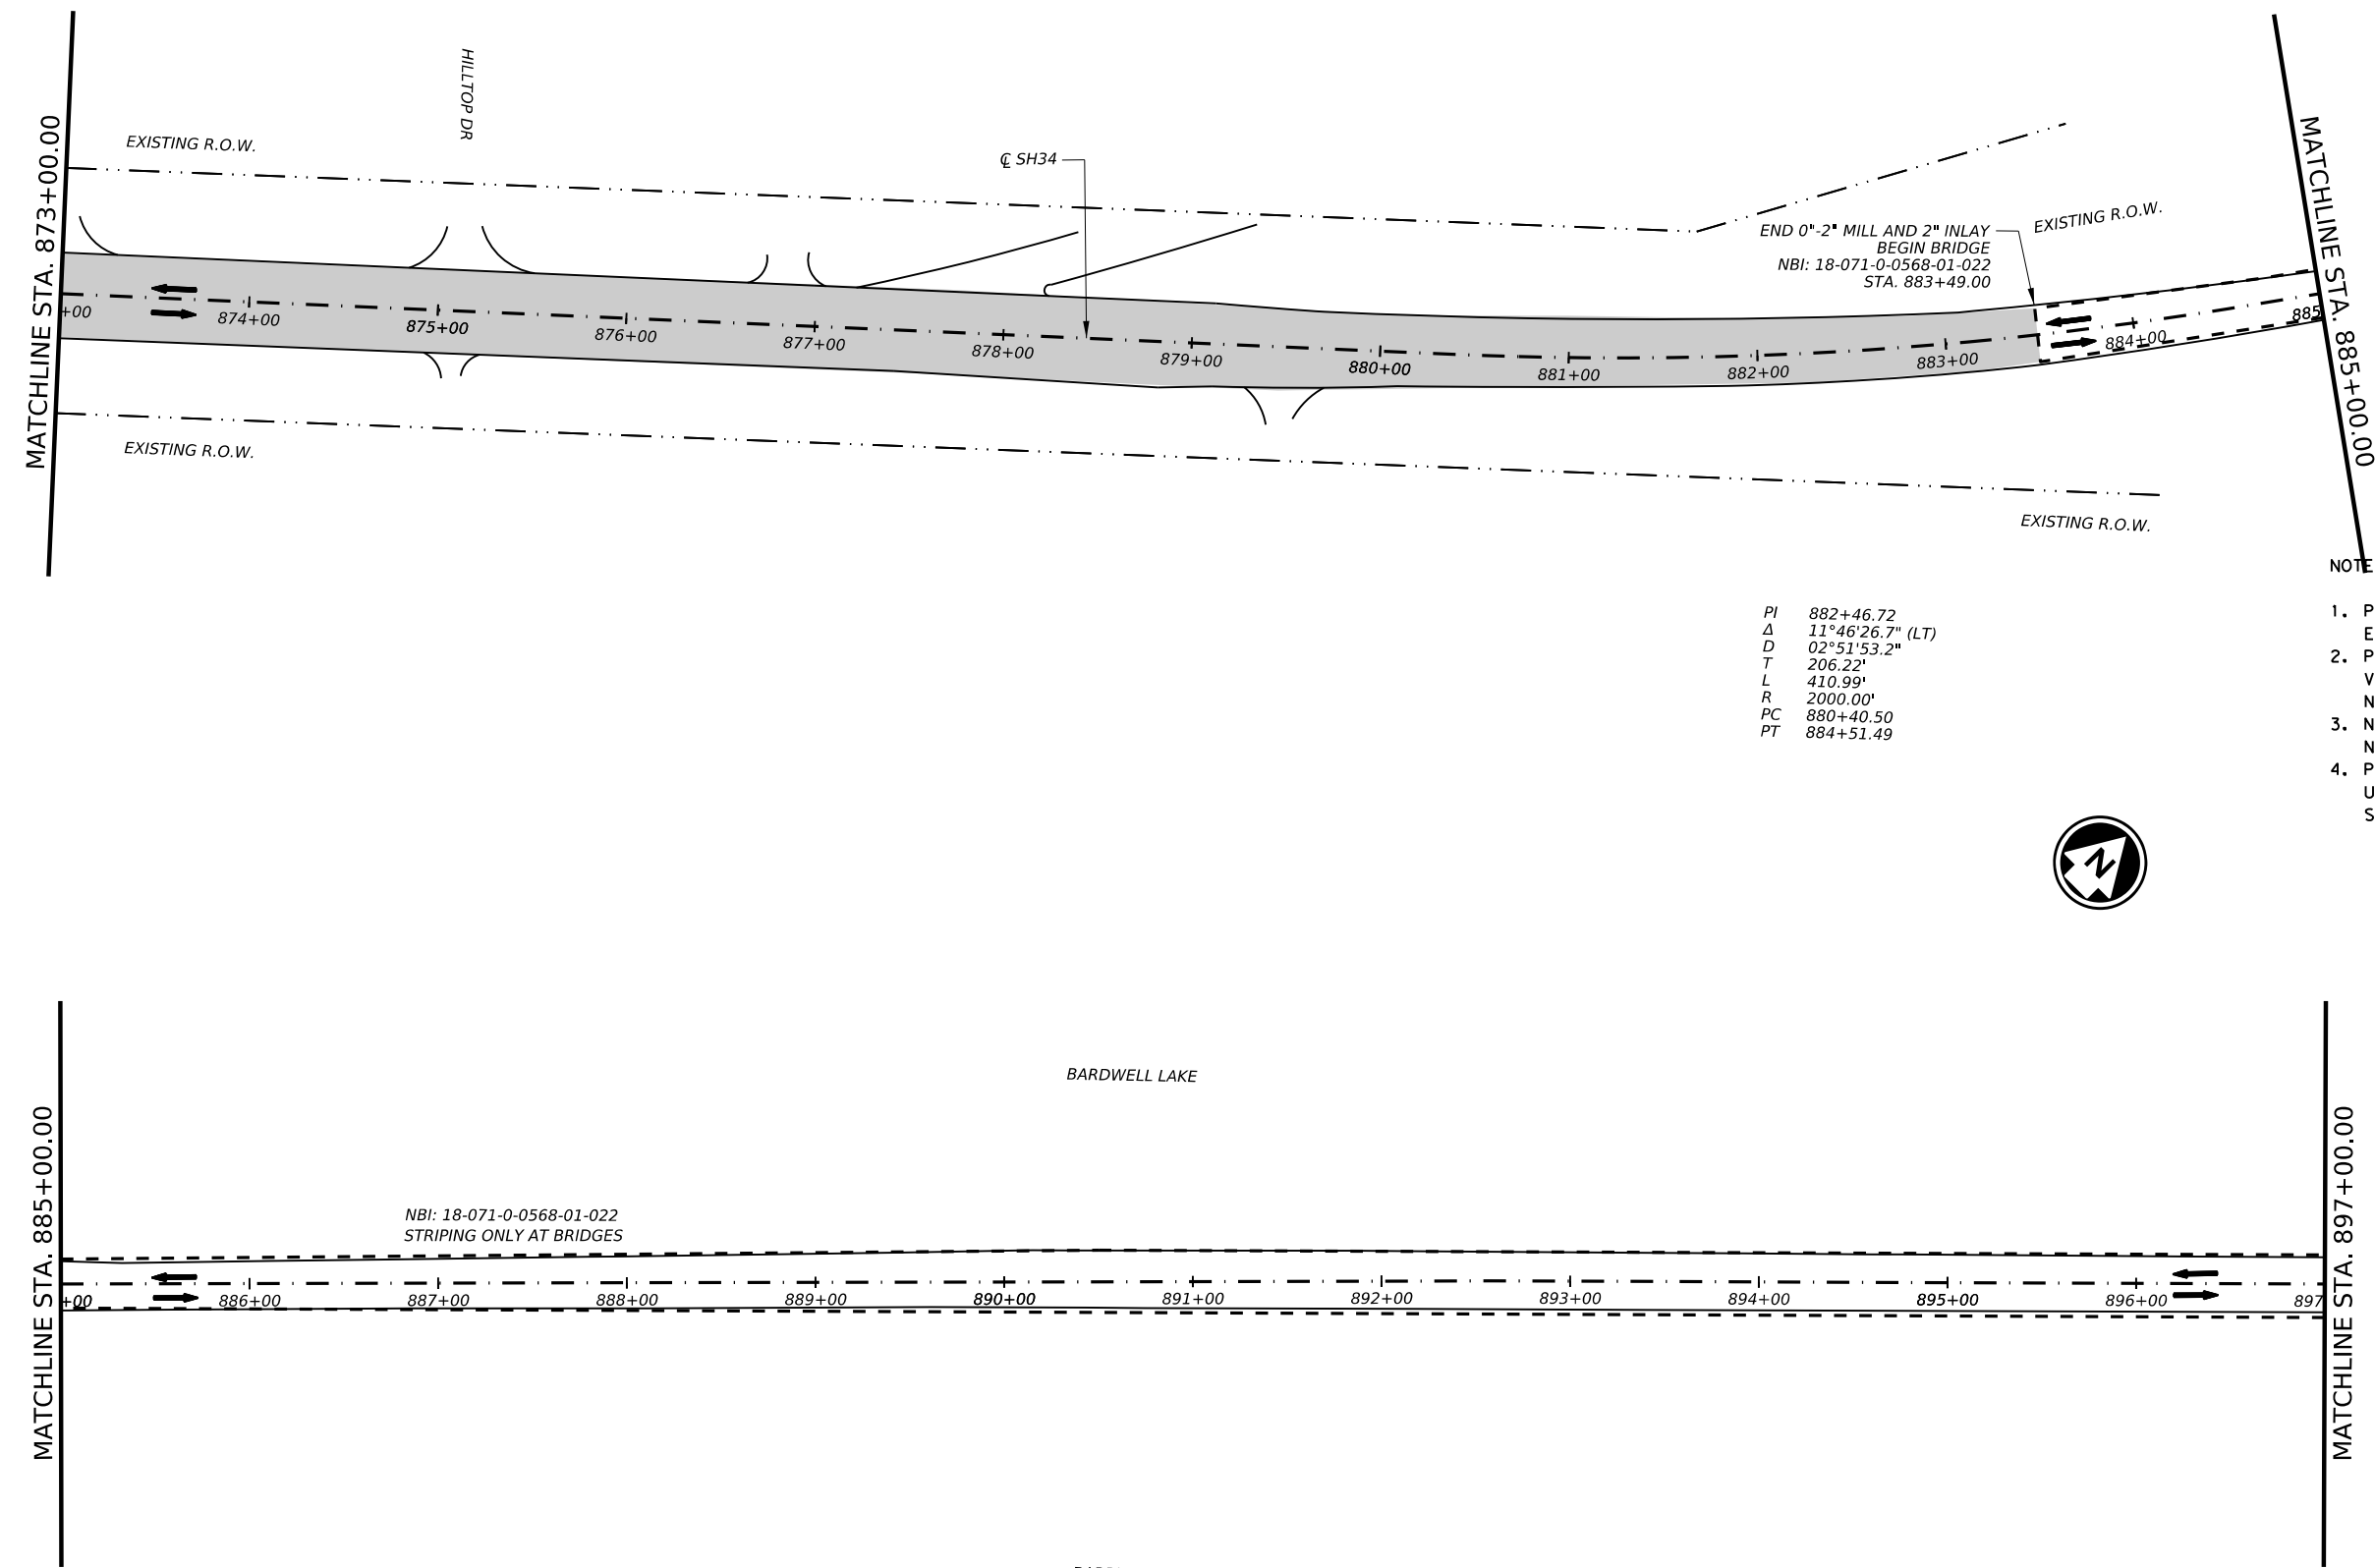 MATCHLINE STA. 873+00.00
HILLTOP DR
EXISTING R.O.W.
℄ SH34
END 0"-2" MILL AND 2" INLAY
BEGIN BRIDGE
NBI: 18-071-0-0568-01-022
STA. 883+49.00
EXISTING R.O.W.
MATCHLINE STA. 885+00.00
+00
874+00
875+00
876+00
877+00
878+00
879+00
880+00
881+00
882+00
883+00
884+00
885
EXISTING R.O.W.
EXISTING R.O.W.
NOTE
1. P
E
2. P
V
N
3. N
N
4. P
U
S
PI 882+46.72
Δ 11°46'26.7" (LT)
D 02°51'53.2"
T 206.22'
L 410.99'
R 2000.00'
PC 880+40.50
PT 884+51.49
N
BARDWELL LAKE
MATCHLINE STA. 885+00.00
NBI: 18-071-0-0568-01-022
STRIPING ONLY AT BRIDGES
+00
886+00
887+00
888+00
889+00
890+00
891+00
892+00
893+00
894+00
895+00
896+00
897
MATCHLINE STA. 897+00.00